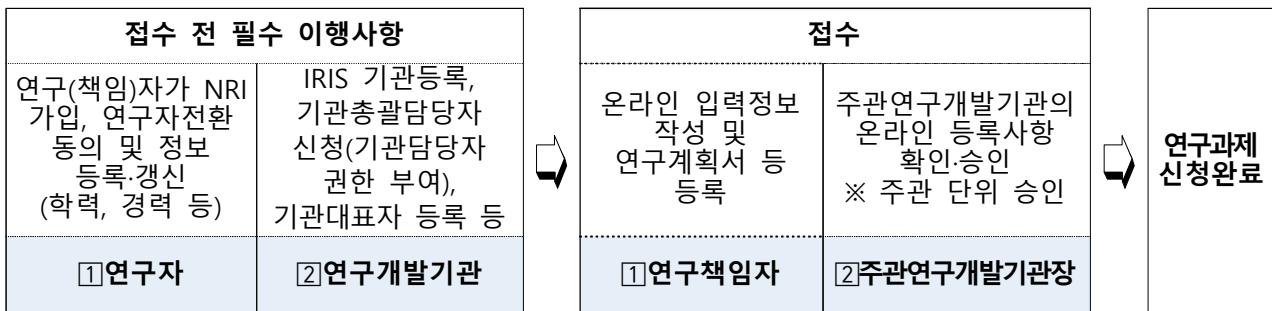 접수 전 필수 이행사항
연구(책임)자가 NRI
가입, 연구자전환
동의 및 정보
등록·갱신
(학력, 경력 등)
IRIS 기관등록,
기관총괄담당자
신청(기관담당자
권한 부여),
기관대표자 등록 등
1연구자
2연구개발기관
접수
온라인 입력정보
작성 및
연구계획서 등
등록
주관연구개발기관의
온라인 등록사항
확인·승인
※ 주관 단위 승인
1연구책임자
2주관연구개발기관장
연구과제
신청완료